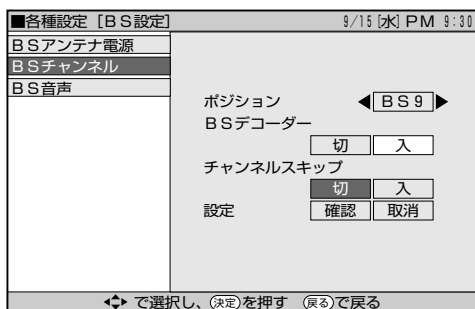 ■各種設定［ＢＳ設定］ 9/15［水］ＰＭ 9:30
ＢＳアンテナ電源
ＢＳチャンネル
ＢＳ音声
ポジション ◀ ＢＳ９ ▶
ＢＳデコーダー
切 入
チャンネルスキップ
切 入
設定 確認 取消
で選択し、決定を押す 戻るで戻る